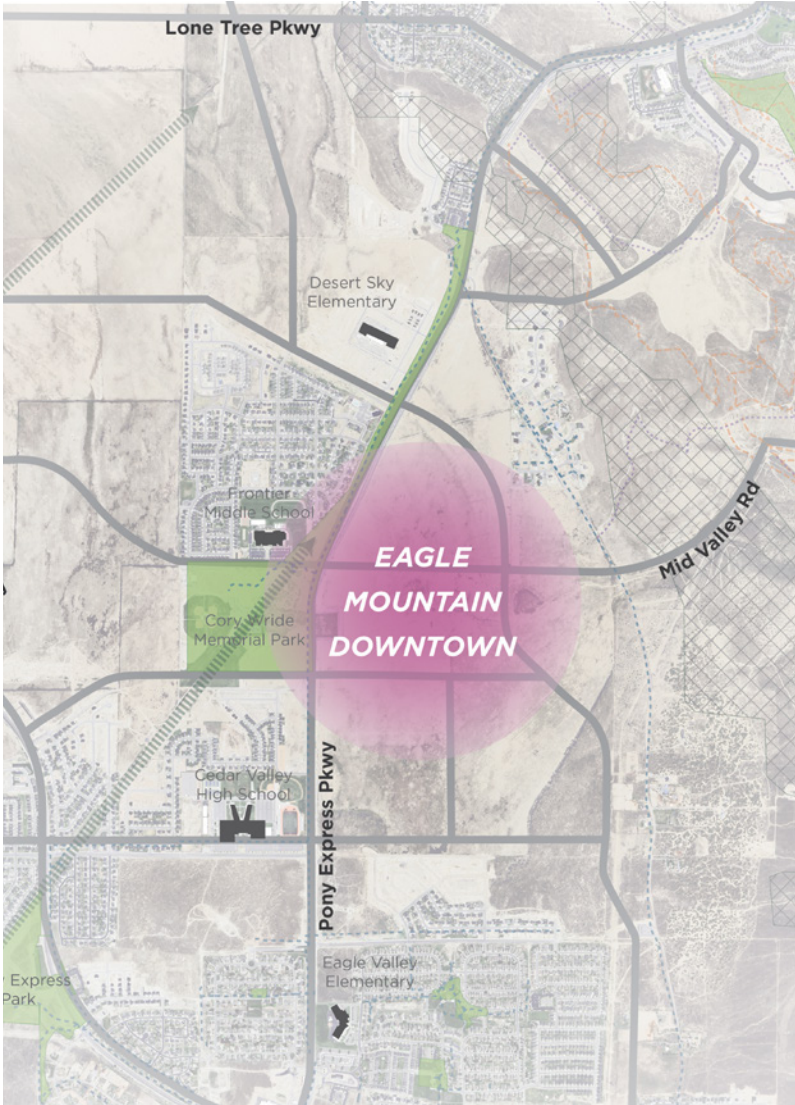 Lone Tree Pkwy
Desert Sky
Elementary
Frontier
Middle School
Mid Valley Rd
EAGLE
MOUNTAIN
DOWNTOWN
Cory Wride
Memorial Park
Cedar Valley
High School
Pony Express Pkwy
Eagle Valley
Elementary
Express
Park